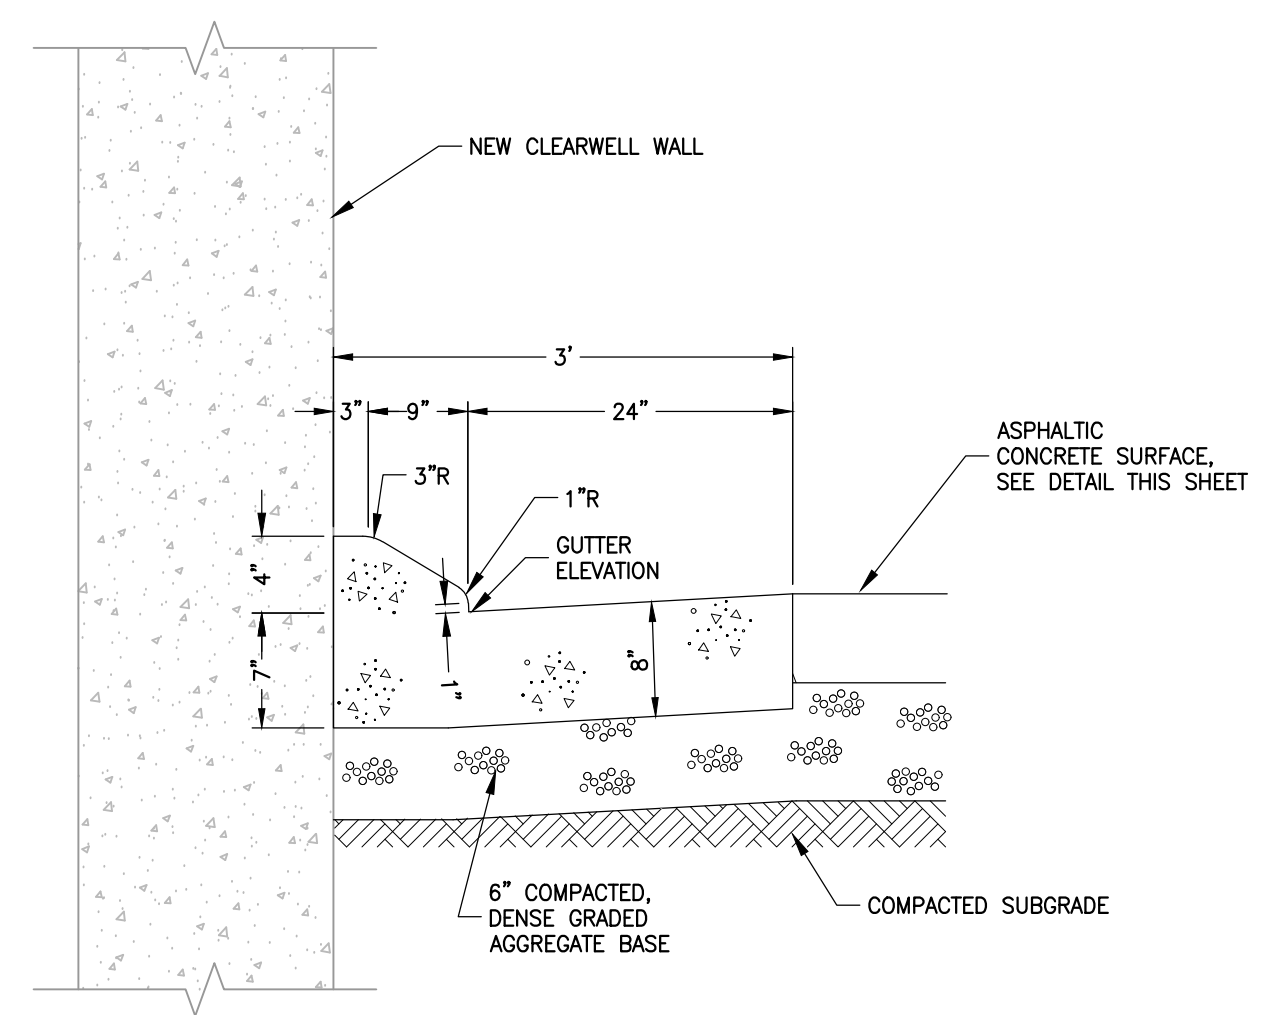 NEW CLEARWELL WALL
3'
3"
9"
24"
ASPHALTIC
CONCRETE SURFACE,
SEE DETAIL THIS SHEET
3"R
1"R
GUTTER
ELEVATION
4"
7"
1"
8"
6" COMPACTED,
DENSE GRADED
AGGREGATE BASE
COMPACTED SUBGRADE